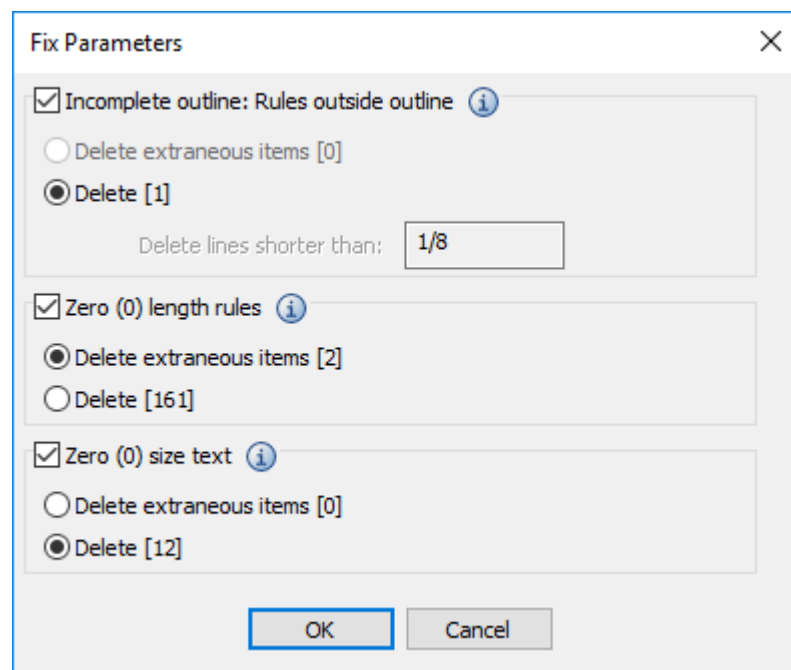 Fix Parameters
Incomplete outline: Rules outside outline
Delete extraneous items [0]
Delete [1]
Delete lines shorter than: 1/8
Zero (0) length rules
Delete extraneous items [2]
Delete [161]
Zero (0) size text
Delete extraneous items [0]
Delete [12]
OK Cancel